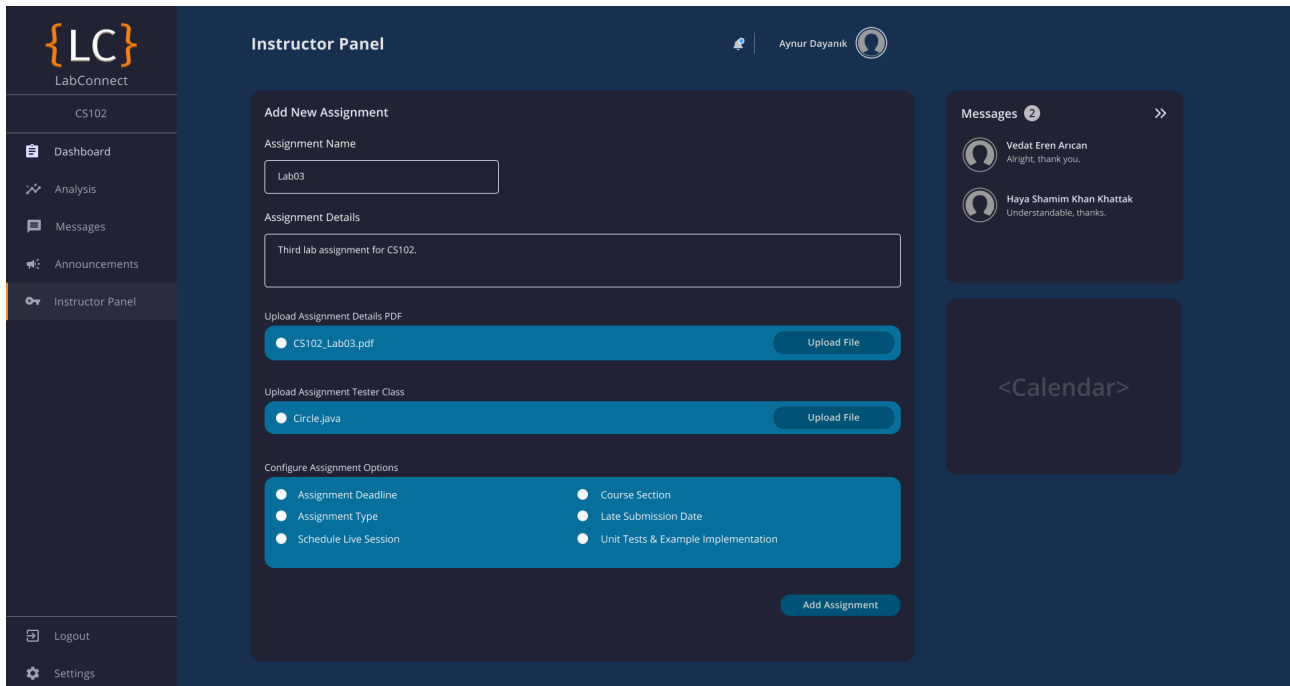 {LC}
LabConnect
CS102
Dashboard
Analysis
Messages
Announcements
Instructor Panel
Logout
Settings
Instructor Panel
Aynur Dayanık
Add New Assignment
Assignment Name
Lab03
Assignment Details
Third lab assignment for CS102.
Upload Assignment Details PDF
CS102_Lab03.pdf
Upload File
Upload Assignment Tester Class
Circle.java
Upload File
Configure Assignment Options
Assignment Deadline
Course Section
Assignment Type
Late Submission Date
Schedule Live Session
Unit Tests & Example Implementation
Add Assignment
Messages 2
Vedat Eren Arıcan
Alright, thank you.
Haya Shamim Khan Khattak
Understandable, thanks.
<Calendar>